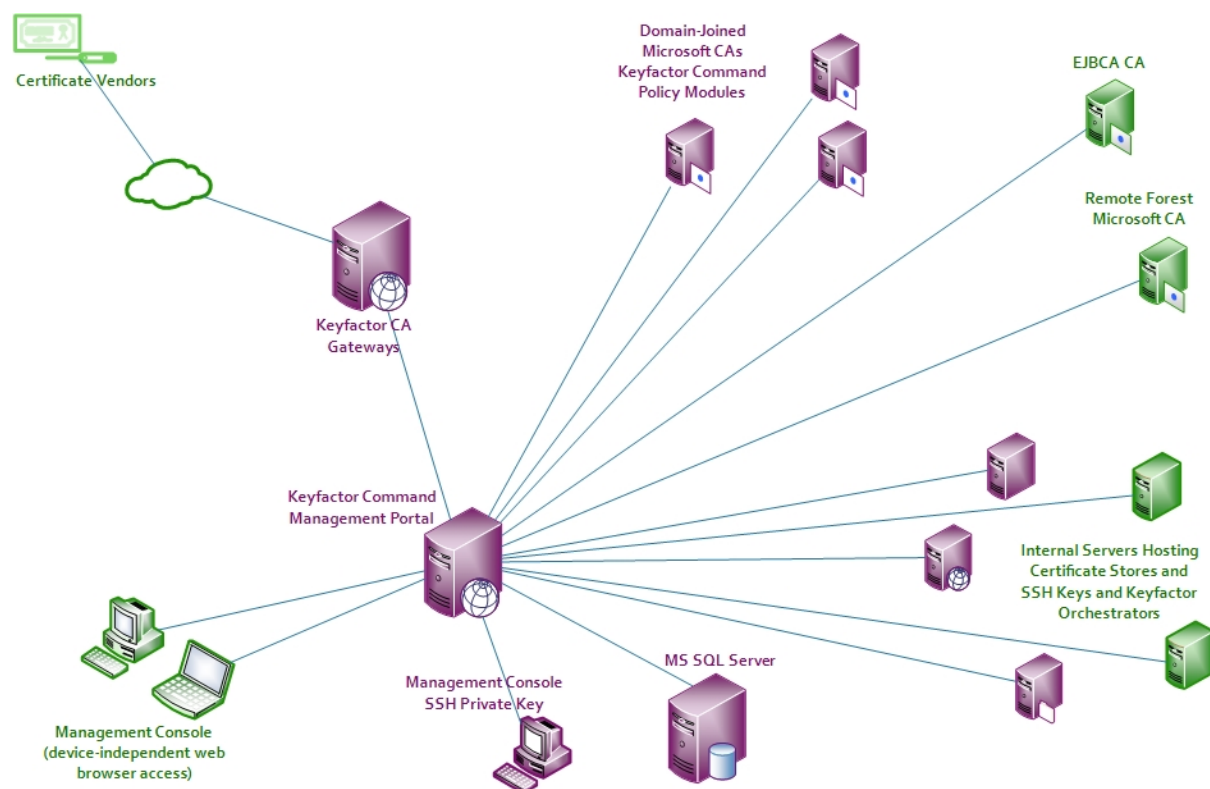 Certificate Vendors
Domain-Joined
Microsoft CAs
Keyfactor Command
Policy Modules
EJBCA CA
Remote Forest
Microsoft CA
Keyfactor CA
Gateways
Keyfactor Command
Management Portal
Internal Servers Hosting
Certificate Stores and
SSH Keys and Keyfactor
Orchestrators
MS SQL Server
Management Console
SSH Private Key
Management Console
(device-independent web
browser access)